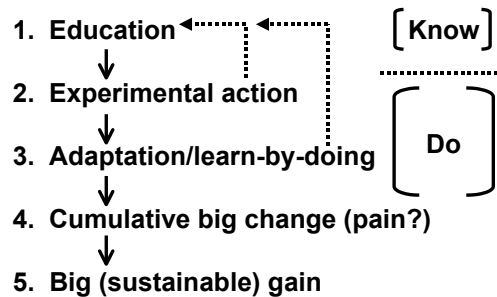 1. Education
[Know]
2. Experimental action
3. Adaptation/learn-by-doing
Do
4. Cumulative big change (pain?)
5. Big (sustainable) gain